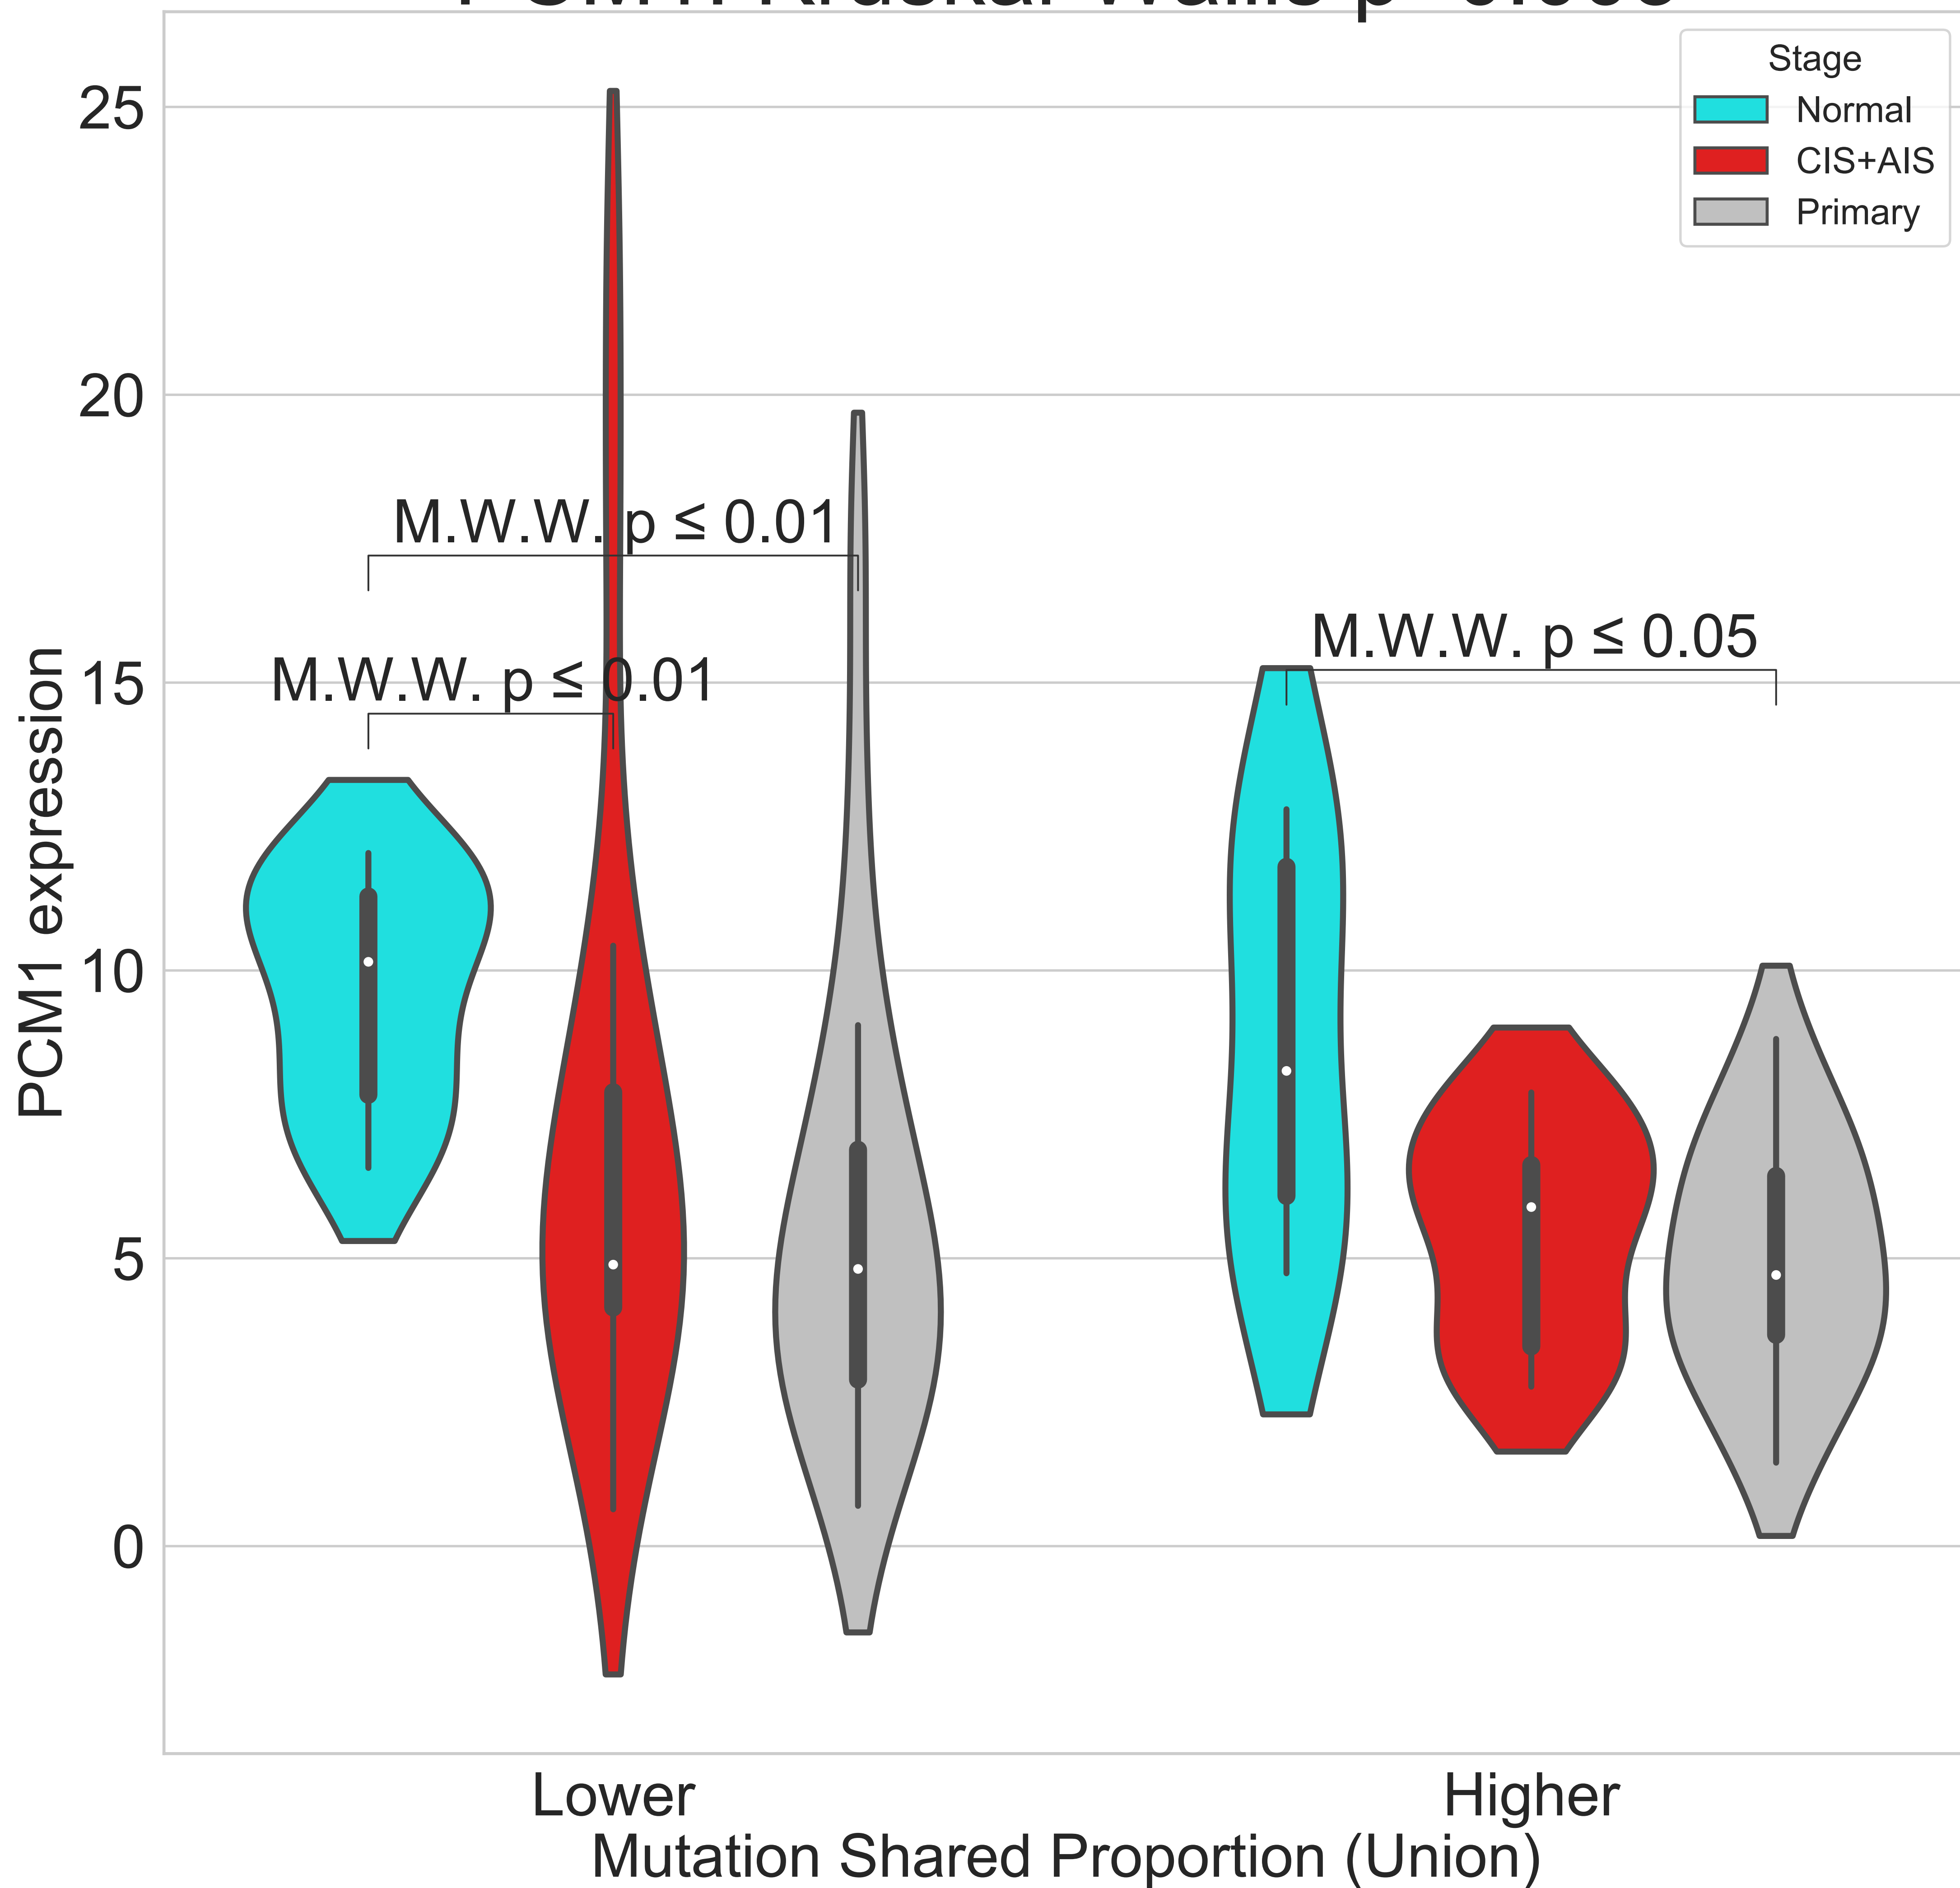 Stage
Normal
CIS+AIS
Primary
25
20
15
10
5
0
PCM1 expression
M.W.W. p ≤ 0.01
M.W.W. p ≤ 0.01
M.W.W. p ≤ 0.05
Lower
Higher
Mutation Shared Proportion (Union)